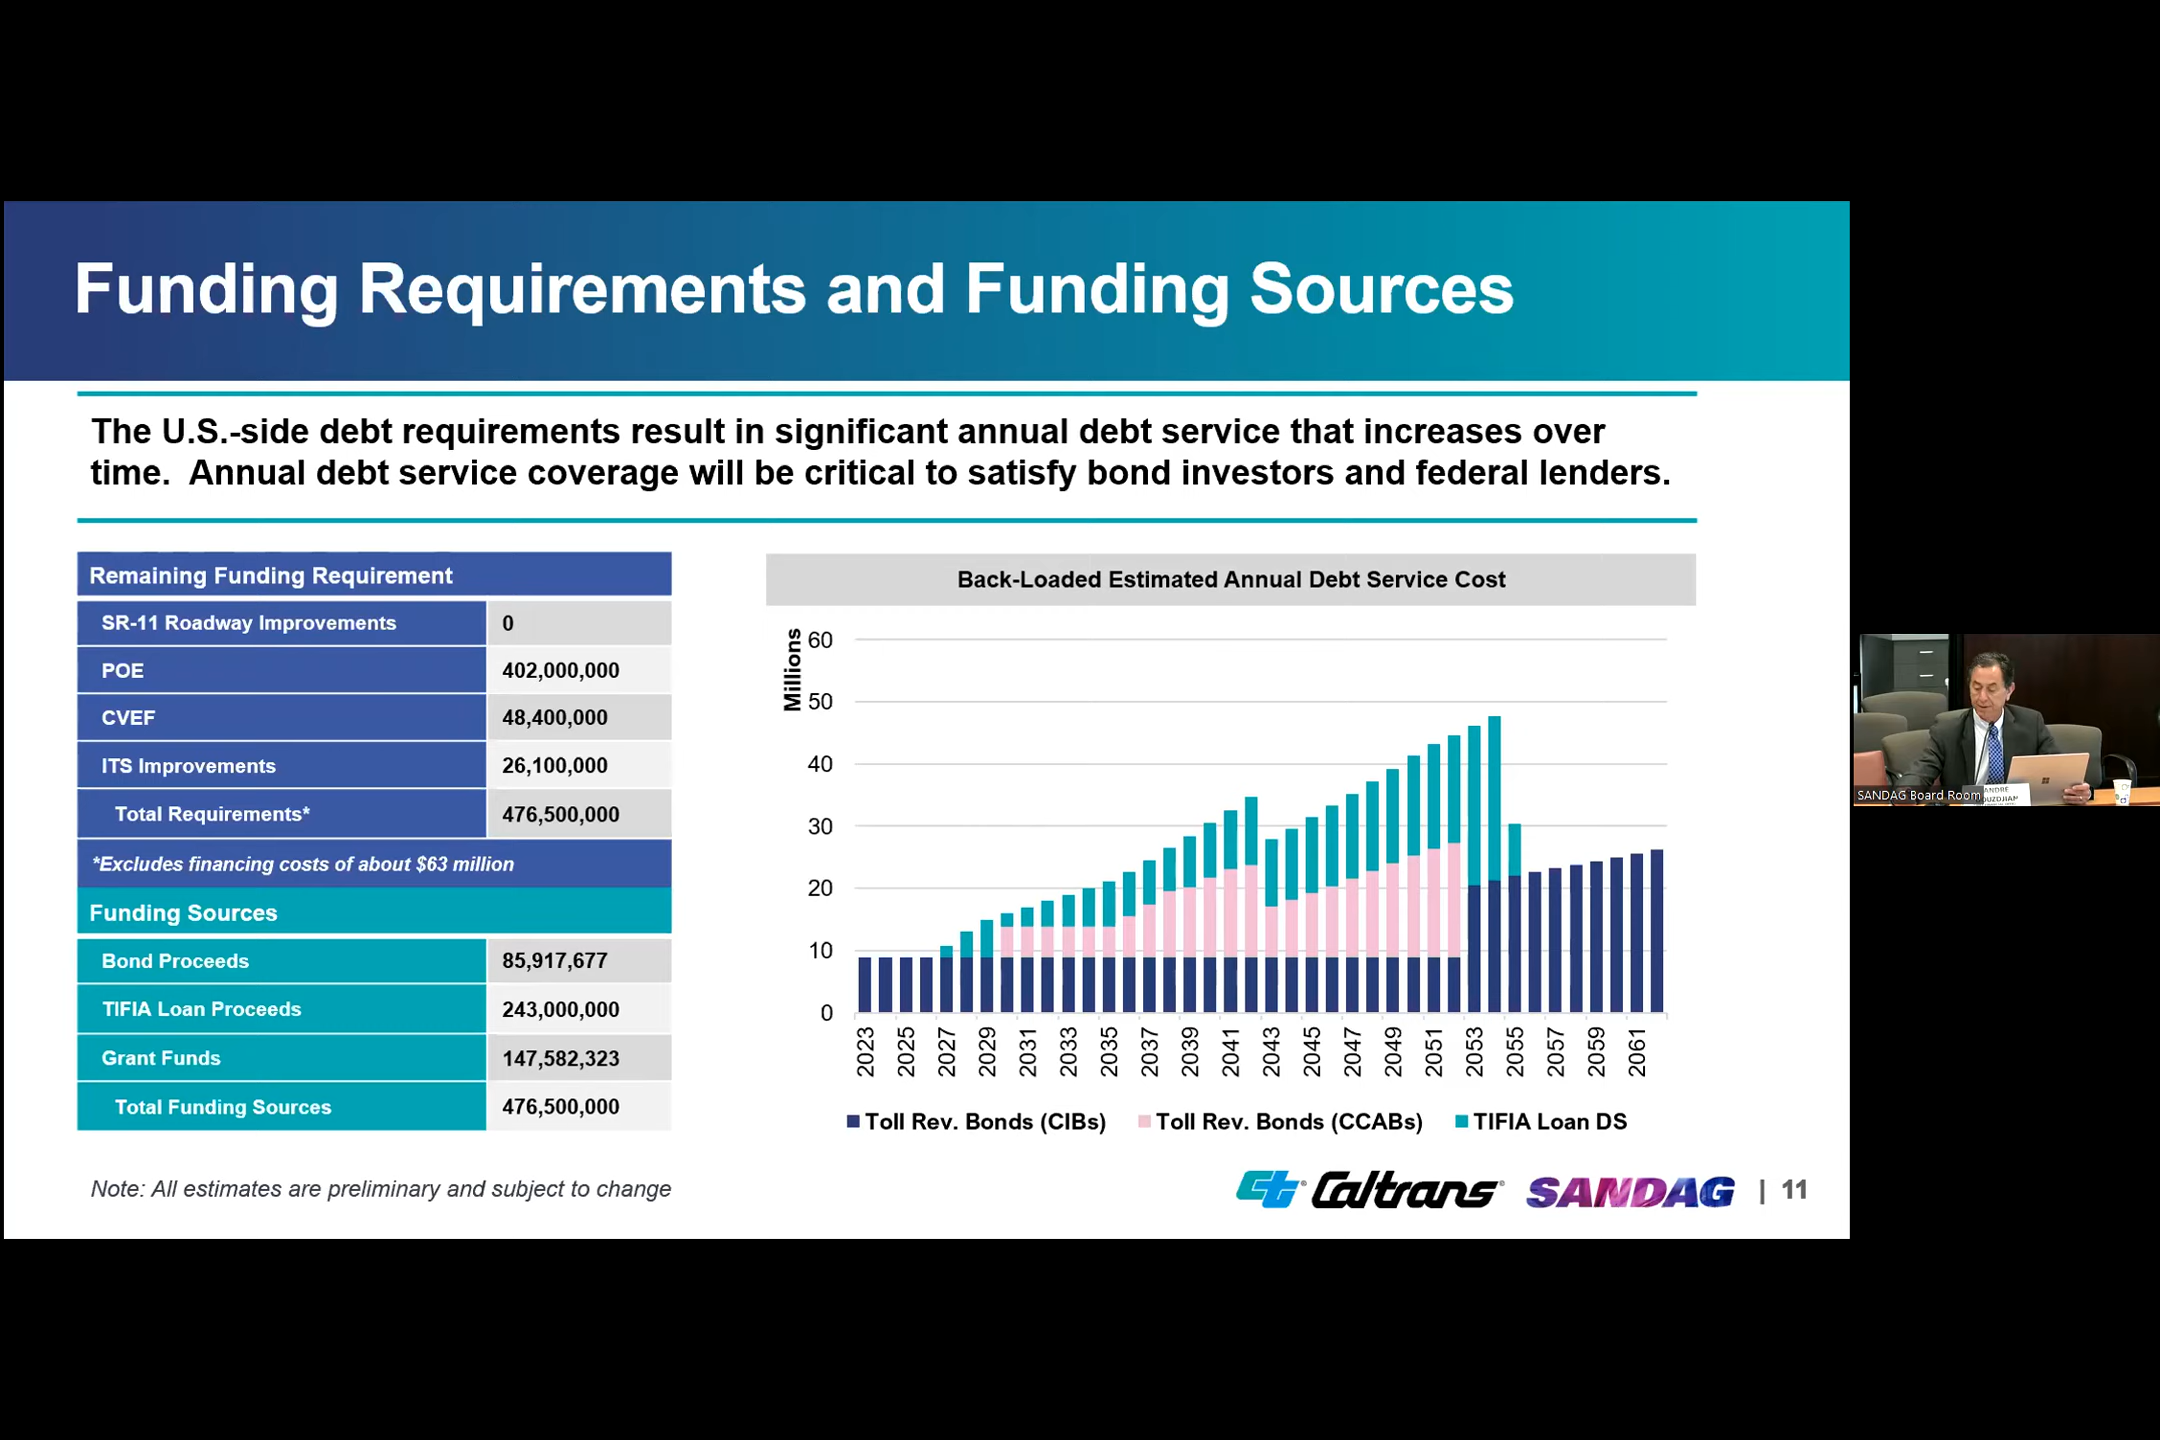 Funding Requirements and Funding Sources
The U.S.-side debt requirements result in significant annual debt service that increases over
time.  Annual debt service coverage will be critical to satisfy bond investors and federal lenders.
Remaining Funding Requirement
SR-11 Roadway Improvements 0
POE 402,000,000
CVEF 48,400,000
ITS Improvements 26,100,000
Total Requirements* 476,500,000
*Excludes financing costs of about $63 million
Funding Sources
Bond Proceeds 85,917,677
TIFIA Loan Proceeds 243,000,000
Grant Funds 147,582,323
Total Funding Sources 476,500,000
Note: All estimates are preliminary and subject to change
Back-Loaded Estimated Annual Debt Service Cost
Millions
60
50
40
30
20
10
0
2023 2025 2027 2029 2031 2033 2035 2037 2039 2041 2043 2045 2047 2049 2051 2053 2055 2057 2059 2061
Toll Rev. Bonds (CIBs) Toll Rev. Bonds (CCABs) TIFIA Loan DS
Ct Caltrans SANDAG | 11
SANDAG Board Room
ANDRE